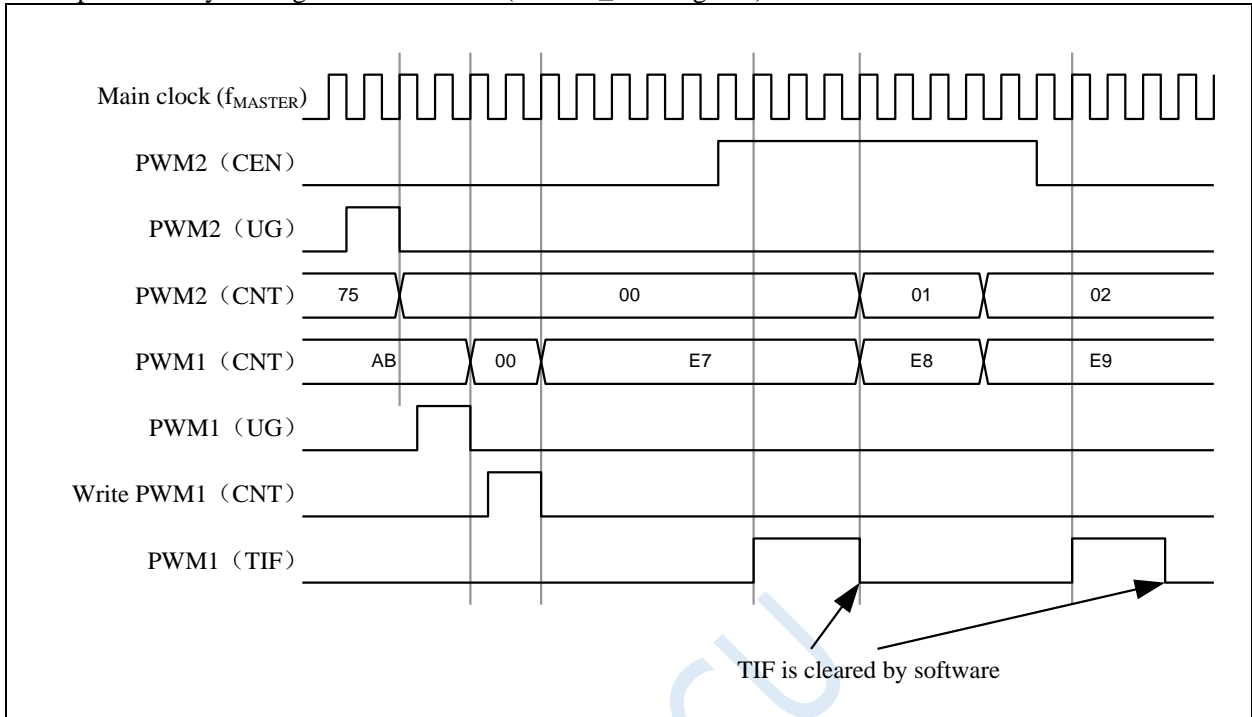 Main clock (fMASTER)
PWM2（CEN）
PWM2（UG）
PWM2（CNT） 75 00 01 02
PWM1（CNT） AB 00 E7 E8 E9
PWM1（UG）
Write PWM1（CNT）
PWM1（TIF）
TIF is cleared by software